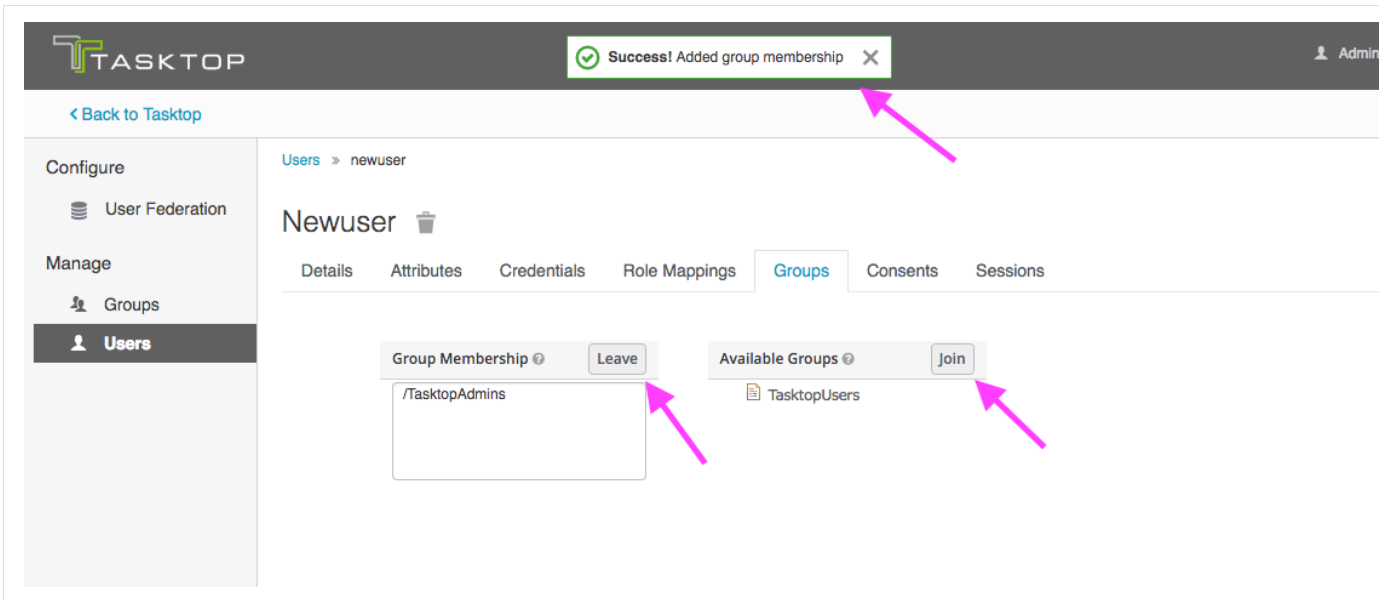 TASKTOP
Success! Added group membership
Admin
Back to Tasktop
Configure
User Federation
Manage
Groups
Users
Users » newuser
Newuser
Details Attributes Credentials Role Mappings Groups Consents Sessions
Group Membership Leave
/TasktopAdmins
Available Groups Join
TasktopUsers